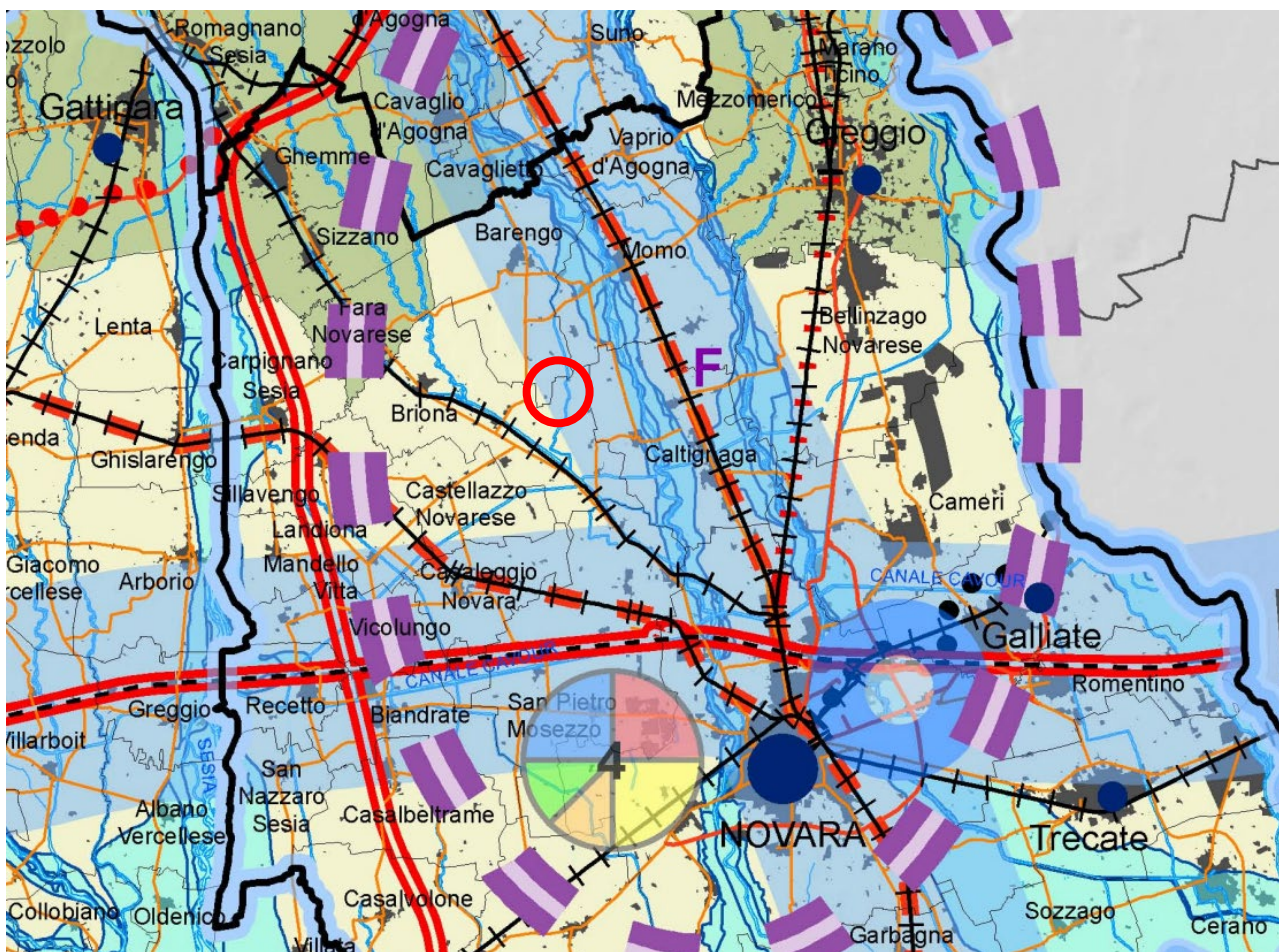 d'Agogna
Romagnano
Sesia
Suno
Marano
Ticino
Gattinara
Cavaglio
d'Agogna
Mezzomerico
Vaprio
d'Agogna
Oleggio
Ghemme
Cavaglietto
Sizzano
Barengo
Momo
Lenta
Fara
Novarese
Bellinzago
Novarese
Carpignano
Sesia
F
Briona
Ghislarengo
Caltignaga
Sillavengo
Castellazzo
Novarese
Cameri
Landiona
Giacomo
Arborio
Mandello
Vitta
Casaleggio
Novara
CANALE CAVOUR
Vicolungo
Galliate
CANALE CAVOUR
Romentino
Greggio
Recetto
Biandrate
San Pietro
Mosezzo
Villarboit
SESIA
4
San
Nazzaro
Sesia
Albano
Vercellese
Casalbeltrame
NOVARA
Trecate
Casalvolone
Collobiano
Oldenico
Sozzago
Cerano
Garbagna